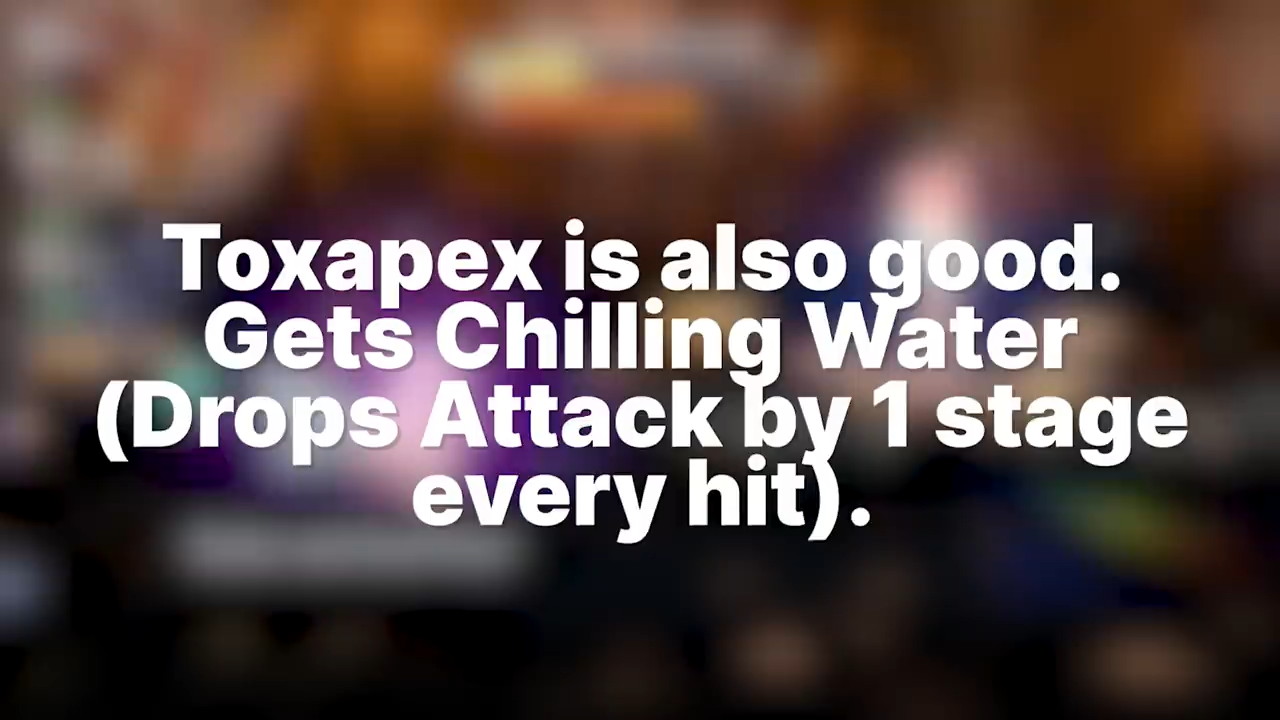 Toxapex is also good.
Gets Chilling Water
(Drops Attack by 1 stage
every hit).